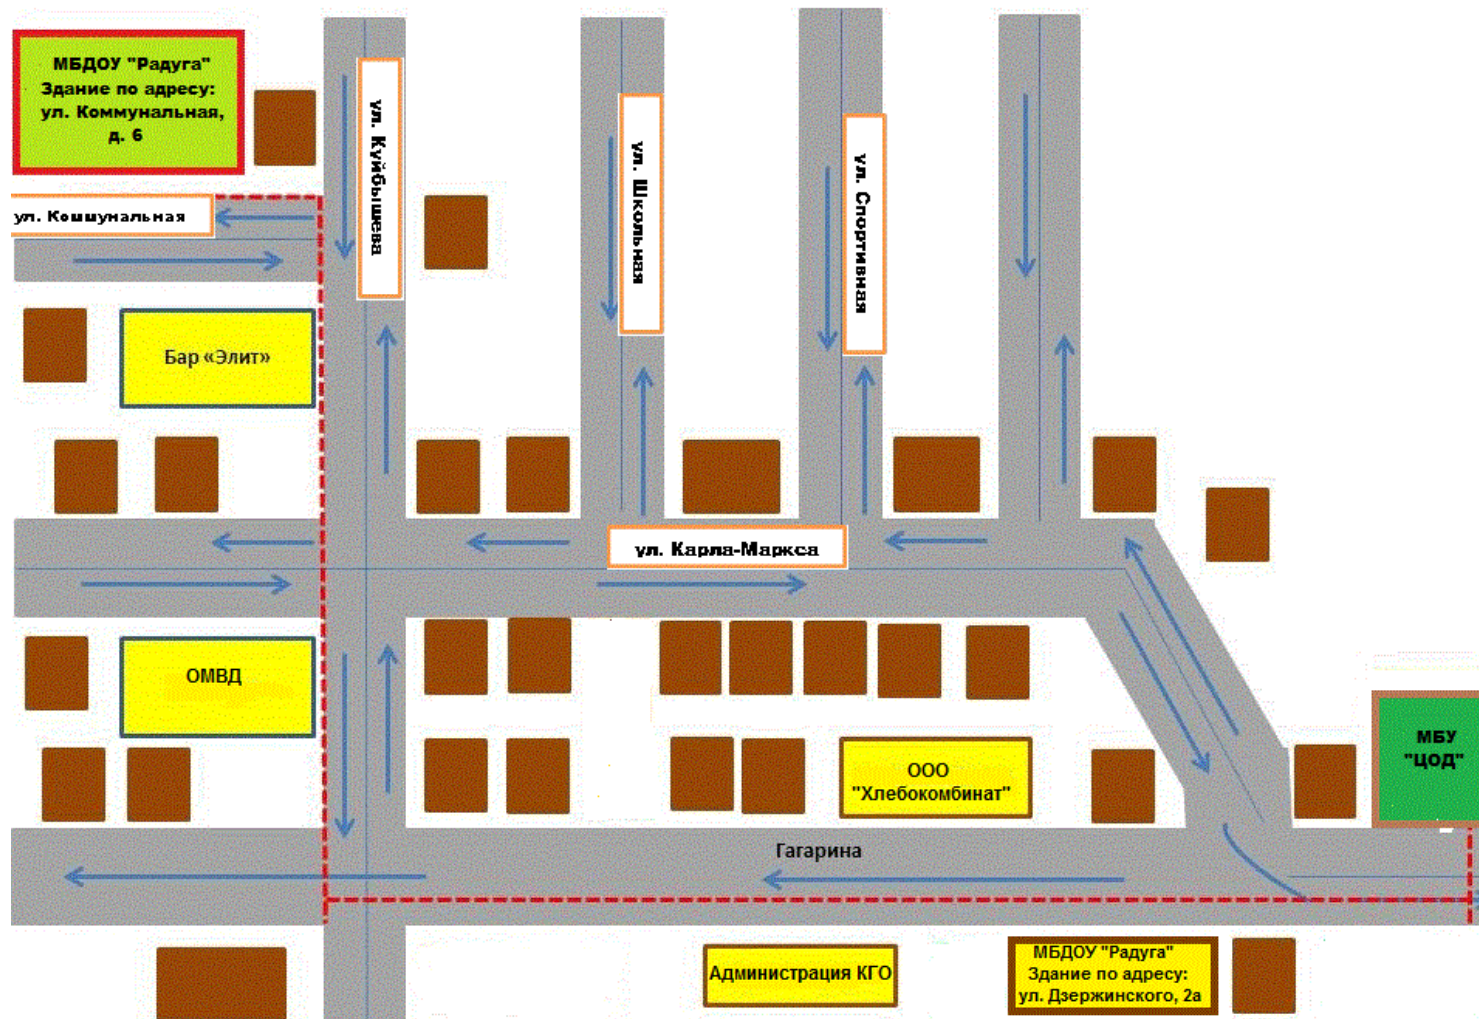 МБДОУ "Радуга"
Здание по адресу:
ул. Коммунальная,
д. 6
ул. Куйбышева
ул. Школьная
ул. Спортивная
ул. Коммунальная
Бар «Элит»
ул. Карла-Маркса
ОМВД
МБУ
"ЦОД"
ООО
"Хлебокомбинат"
Гагарина
Администрация КГО
МБДОУ "Радуга"
Здание по адресу:
ул. Дзержинского, 2а